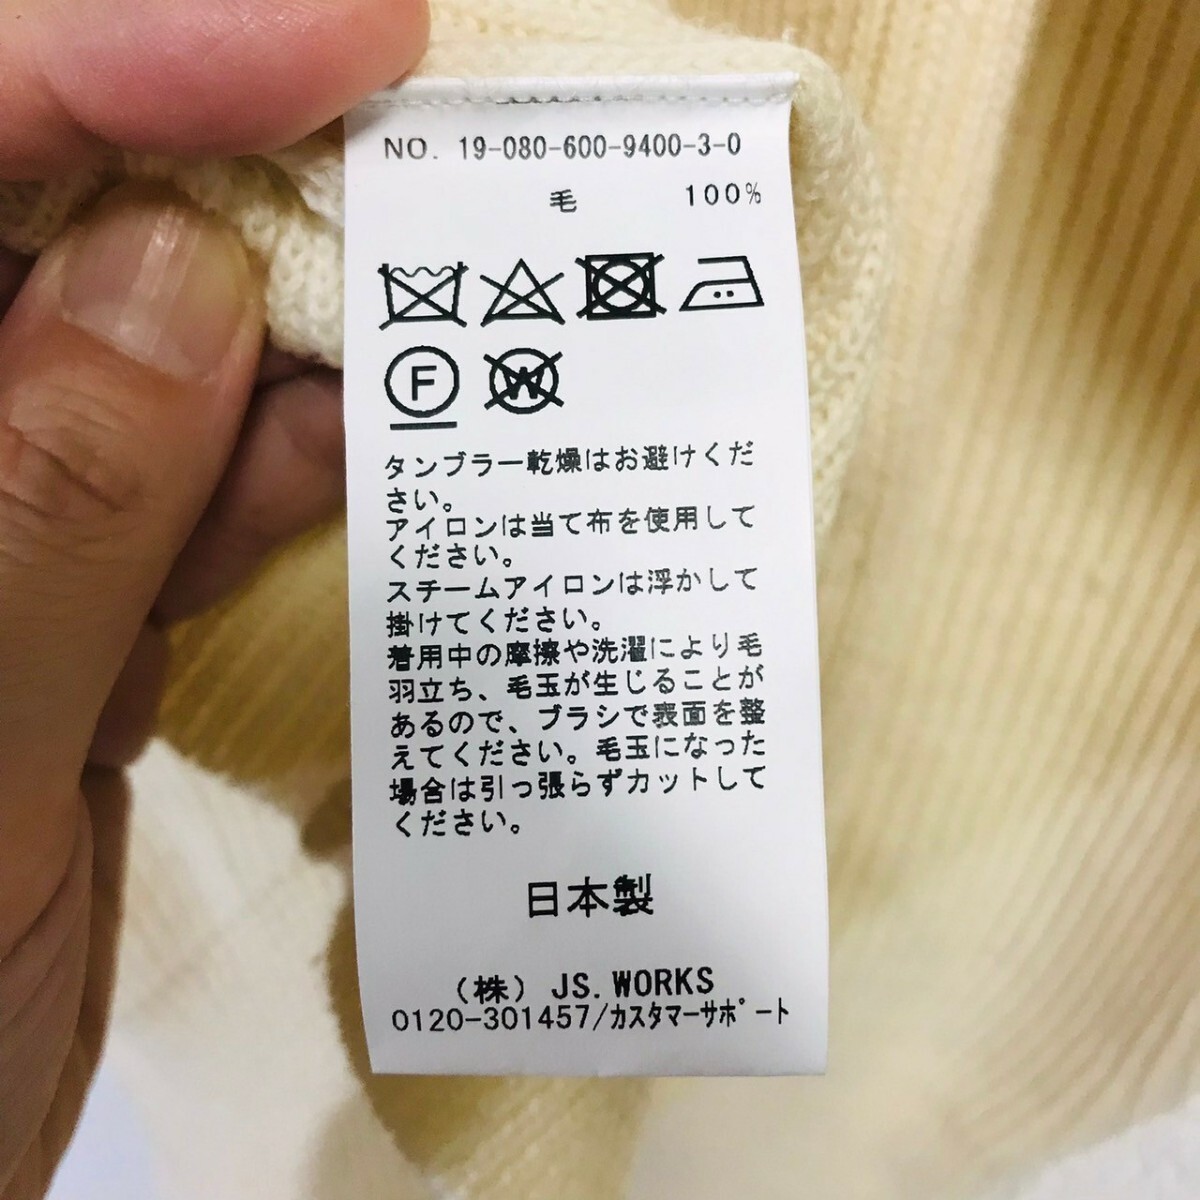 NO. 19-080-600-9400-3-0
毛 100%
F W
タンブラー乾燥はお避けくだ
さい。
アイロンは当て布を使用して
ください。
スチームアイロンは浮かして
掛けてください。
着用中の摩擦や洗濯により毛
羽立ち、毛玉が生じることが
あるので、ブラシで表面を整
えてください。毛玉になった
場合は引っ張らずカットして
ください。
日本製
（株）JS.WORKS
0120-301457/ｶｽﾀﾏｰｻﾎﾟｰﾄ